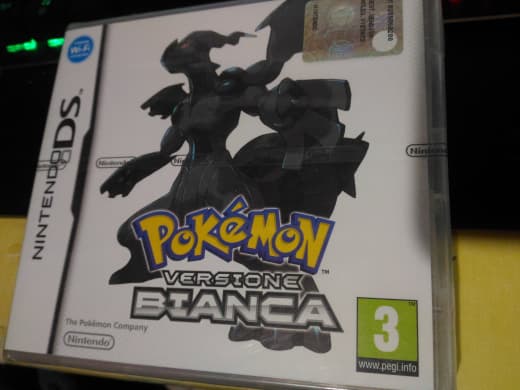 Nintendo
Wi-Fi
NINTENDO DS
Nintendo
Nintendo
Nintendo
POKéMON
TM
VERSIONE
BIANCA
The Pokémon Company
Nintendo
3
www.pegi.info